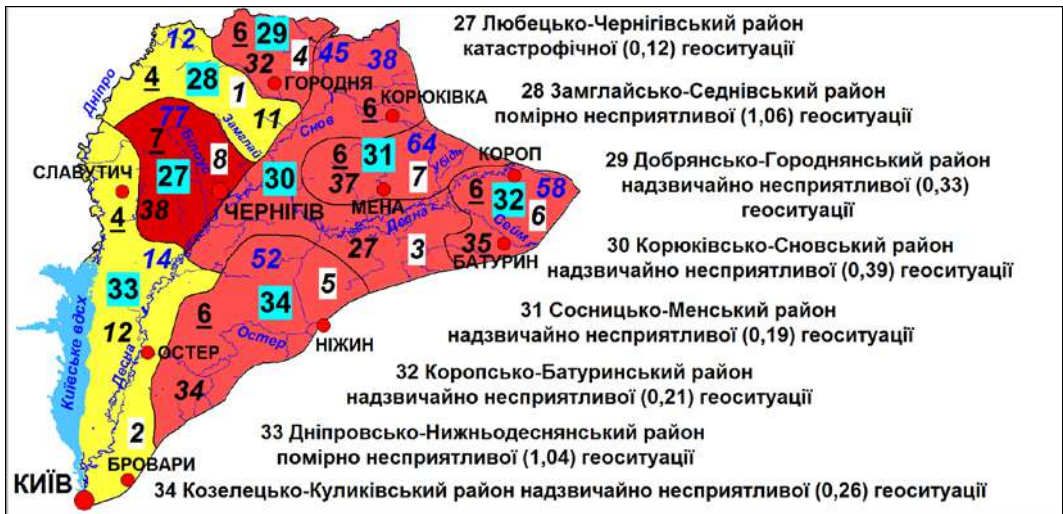 12
6
29
45
38
27 Любецько-Чернігівський район
катастрофічної (0,12) геоситуації
4
28
32
4
ГОРОДНЯ
Дніпро
1
11
6
КОРЮКІВКА
28 Замглайсько-Седнівський район
помірно несприятливої (1,06) геоситуації
77
Замглай
Снов
7
Білоус
8
6
31
64
Убідь
КОРОП
29 Добрянсько-Городнянський район
надзвичайно несприятливої (0,33)
геоситуації
СЛАВУТИЧ
27
30
37
7
6
32
58
4
38
ЧЕРНІГІВ
МЕНА
Десна
6
Сейм
27
3
35
БАТУРИН
30 Корюківсько-Сновський район
надзвичайно несприятливої (0,39) геоситуації
14
52
33
34
5
6
31 Сосницько-Менський район
надзвичайно несприятливої (0,19) геоситуації
Київське вдсх
12
Остер
НІЖИН
ОСТЕР
Десна
34
32 Коропсько-Батуринський район
надзвичайно несприятливої (0,21) геоситуації
2
33 Дніпровсько-Нижньодеснянський район
помірно несприятливої (1,04) геоситуації
БРОВАРИ
КИЇВ
34 Козелецько-Куликівський район надзвичайно несприятливої (0,26) геоситуації